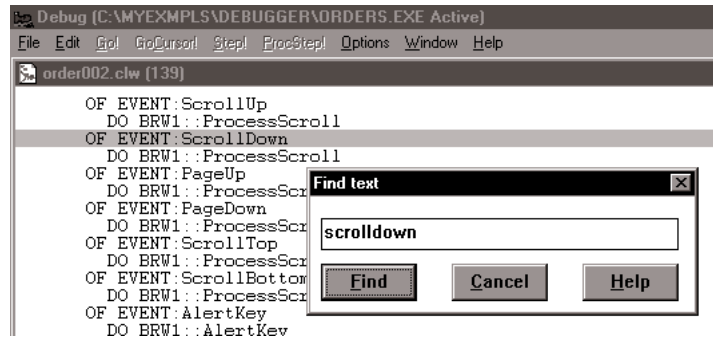 Debug (C:\MYEXMPLS\DEBUGGER\ORDERS.EXE Active)
File Edit Go! GoCursor! Step! ProcStep! Options Window Help
order002.clw (139)
OF EVENT:ScrollUp
DO BRW1::ProcessScroll
OF EVENT:ScrollDown
DO BRW1::ProcessScroll
OF EVENT:PageUp
DO BRW1::ProcessScr
OF EVENT:PageDown
DO BRW1::ProcessScr
OF EVENT:ScrollTop
DO BRW1::ProcessScr
OF EVENT:ScrollBottom
DO BRW1::ProcessScr
OF EVENT:AlertKey
DO BRW1::AlertKey
Find text
scrolldown
Find Cancel Help